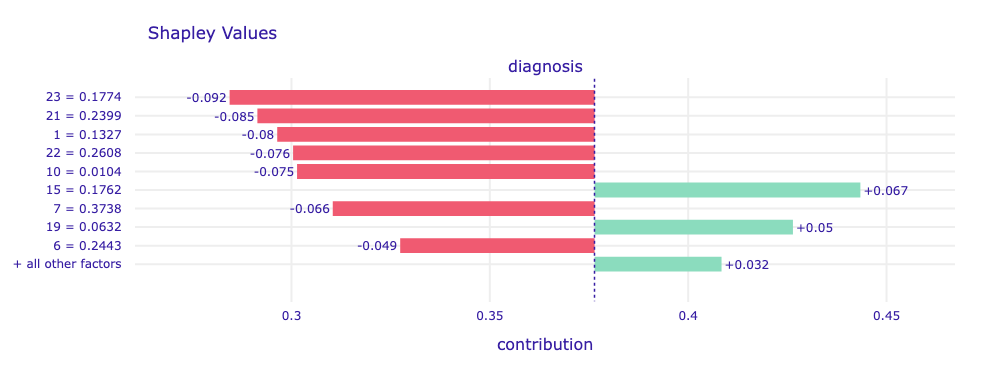 Shapley Values
diagnosis
23 = 0.1774
-0.092
21 = 0.2399
-0.085
1 = 0.1327
-0.08
22 = 0.2608
-0.076
10 = 0.0104
-0.075
15 = 0.1762
+0.067
7 = 0.3738
-0.066
19 = 0.0632
+0.05
6 = 0.2443
-0.049
+ all other factors
+0.032
0.3
0.35
0.4
0.45
contribution